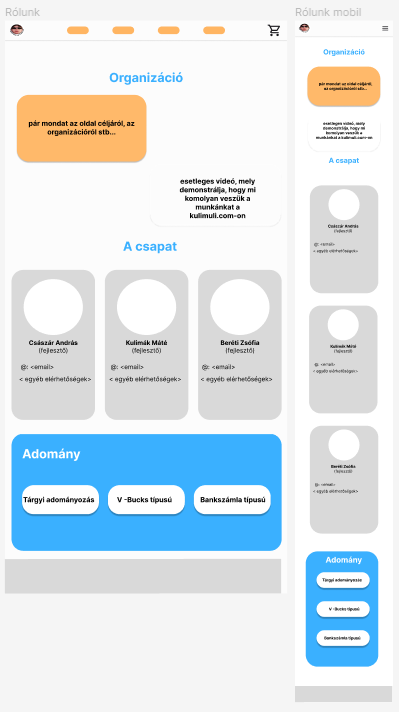 Rólunk
Organizáció
pár mondat az oldal céljáról, az
organizációról stb...
esetleges videó, mely
demonstrálja, hogy mi
komolyan veszük a
munkánkat a
kulimuli.com-on
A csapat
Császár András
(fejlesztő)
@: <email>
< egyéb elérhetőségek>
Kulimák Máté
(fejlesztő)
@: <email>
< egyéb elérhetőségek>
Beréti Zsófia
(fejlesztő)
@: <email>
< egyéb elérhetőségek>
Adomány
Tárgyi adományozás
V -Bucks típusú
Bankszámla típusú
Rólunk mobil
Organizáció
pár mondat az oldal céljáról,
az organizációról stb...
esetleges videó, mely
demonstrálja, hogy mi
komolyan veszük a
munkánkat a kulimuli.com-on
A csapat
Császár András
(fejlesztő)
@: <email>
< egyéb elérhetőségek>
Kulimák Máté
(fejlesztő)
@: <email>
< egyéb elérhetőségek>
Beréti Zsófia
(fejlesztő)
@: <email>
< egyéb elérhetőségek>
Adomány
Tárgyi adományozás
V -Bucks típusú
Bankszámla típusú